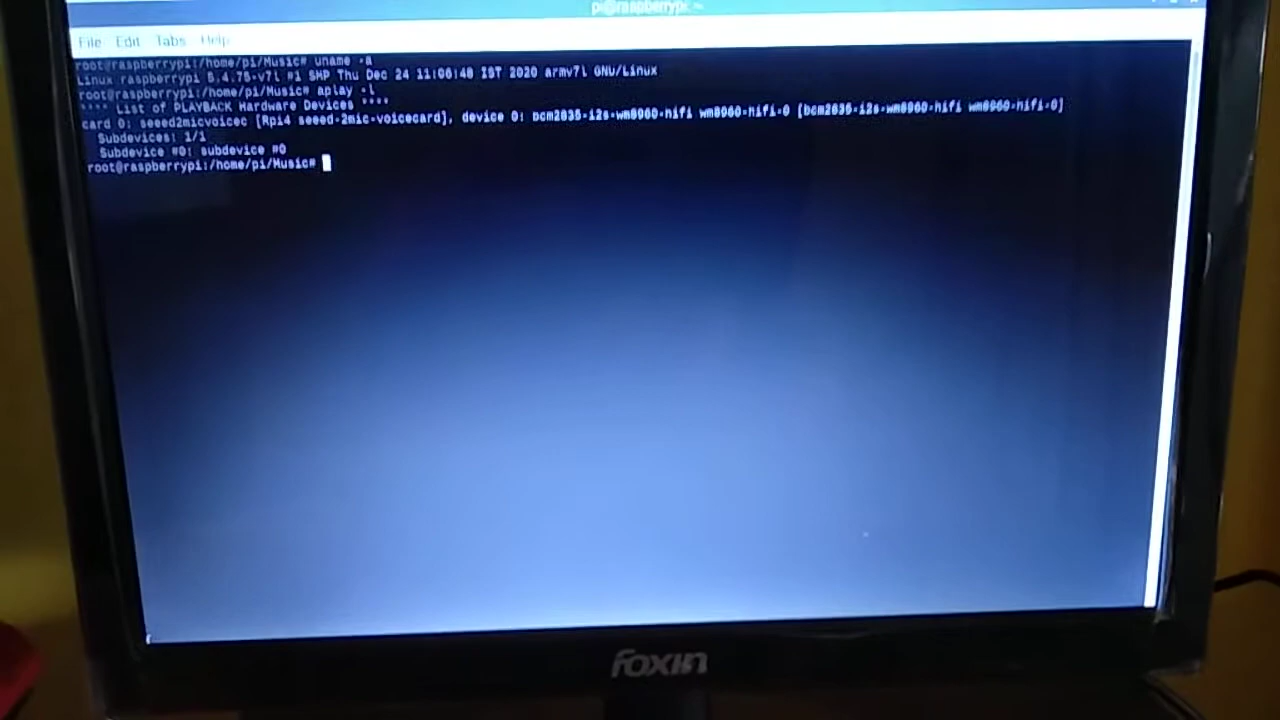 pi@raspberrypi: ~
File Edit Tabs Help
root@raspberrypi:/home/pi/Music# uname -a
Linux raspberrypi 5.4.75-v7l #1 SMP Thu Dec 24 11:06:48 IST 2020 armv7l GNU/Linux
root@raspberrypi:/home/pi/Music# aplay -l
**** List of PLAYBACK Hardware Devices ****
card 0: seeed2micvoicec [Rpi4 seeed-2mic-voicecard], device 0: bcm2835-i2s-wm8960-hifi wm8960-hifi-0 [bcm2835-i2s-wm8960-hifi wm8960-hifi-0]
Subdevices: 1/1
Subdevice #0: subdevice #0
root@raspberrypi:/home/pi/Music#
FOXIN